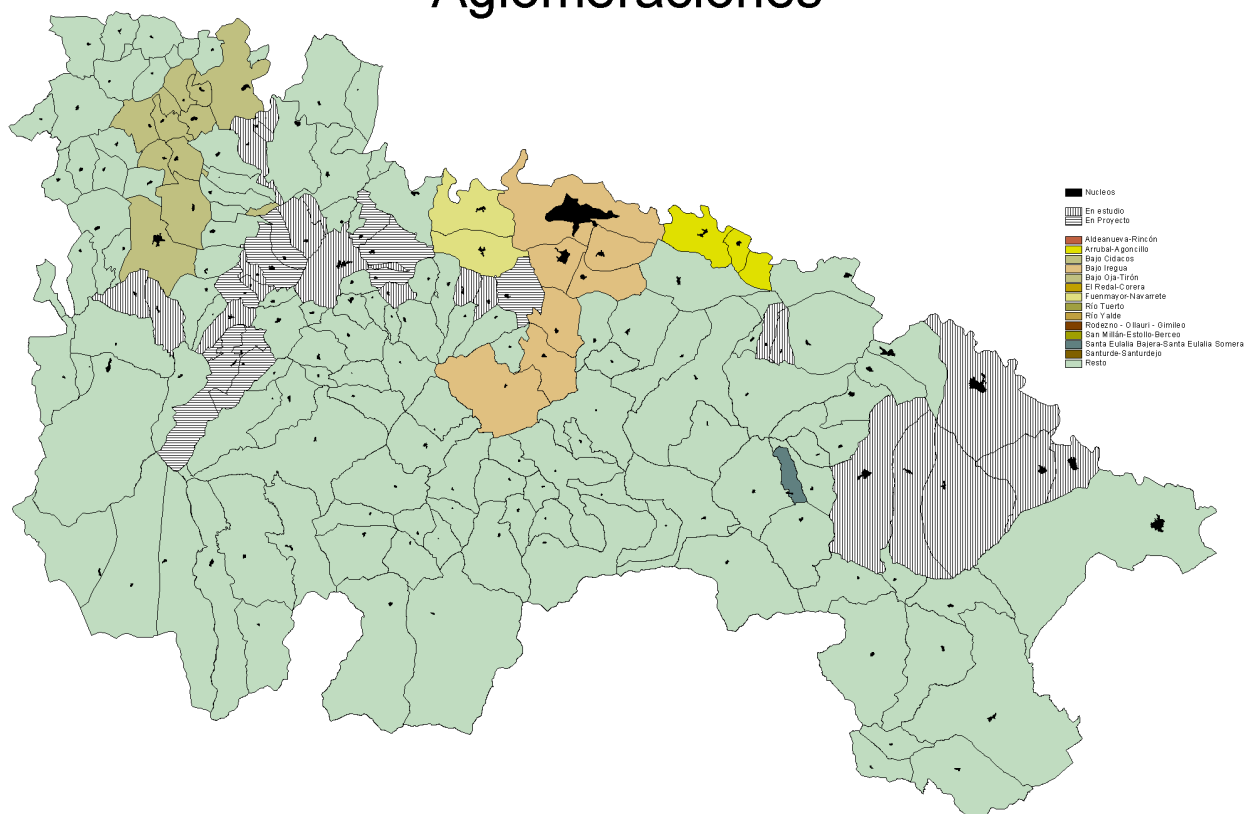 Aglomeraciones
Nucleos
En estudio
En Proyecto
Aldeanueva-Rincón
Arrubal-Agoncillo
Bajo Cidacos
Bajo Iregua
Bajo Oja-Tirón
El Redal-Corera
Fuenmayor-Navarrete
Río Tuerto
Río Yalde
Rodezno - Ollauri - Gimileo
San Millán-Estollo-Berceo
Santa Eulalia Bajera-Santa Eulalia Somera
Santurde-Santurdejo
Resto